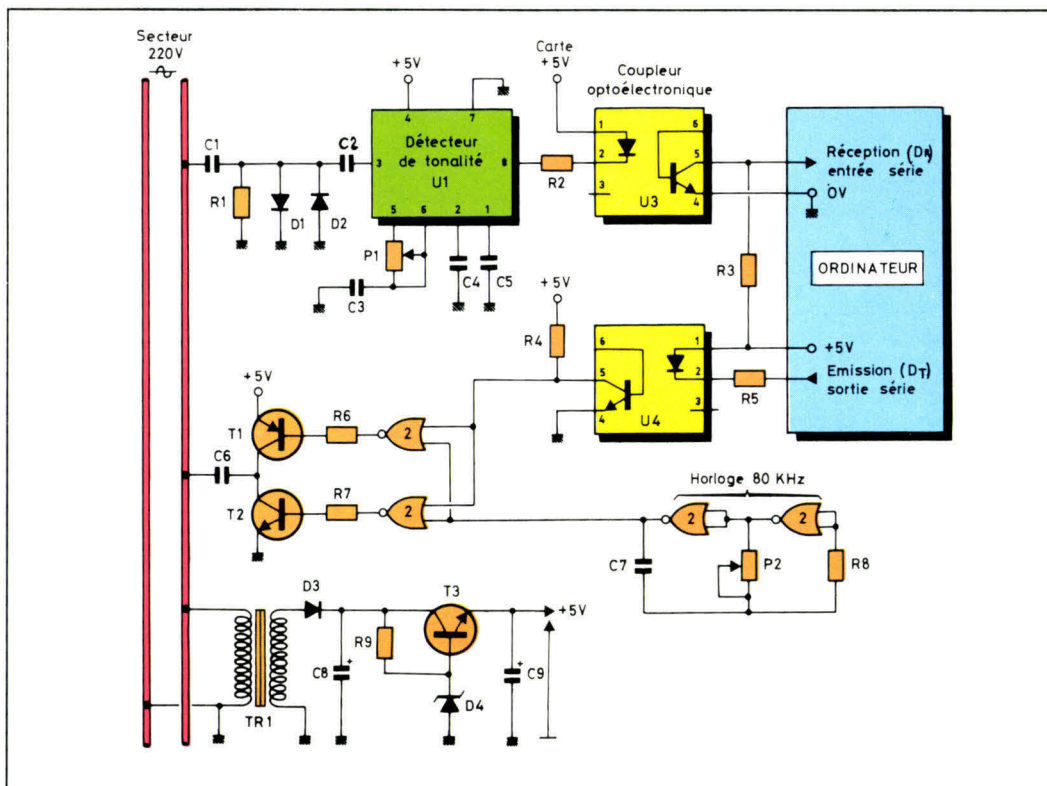 Secteur
220V
C1
R1
D1
D2
C2
+5V
4
7
3
Détecteur
de tonalité
U1
8
5
6
2
1
P1
C3
C4
C5
R2
Carte
+5V
Coupleur
optoélectronique
1
2
3
6
5
4
U3
Réception (DR)
entrée série
0V
ORDINATEUR
+5V
Emission (DT)
sortie série
R3
+5V
R4
6
5
4
1
2
3
U4
R5
+5V
T1
R6
2
C6
T2
R7
2
Horloge 80 KHz
2
2
C7
P2
R8
D3
T3
+5V
R9
C8
C9
D4
TR1